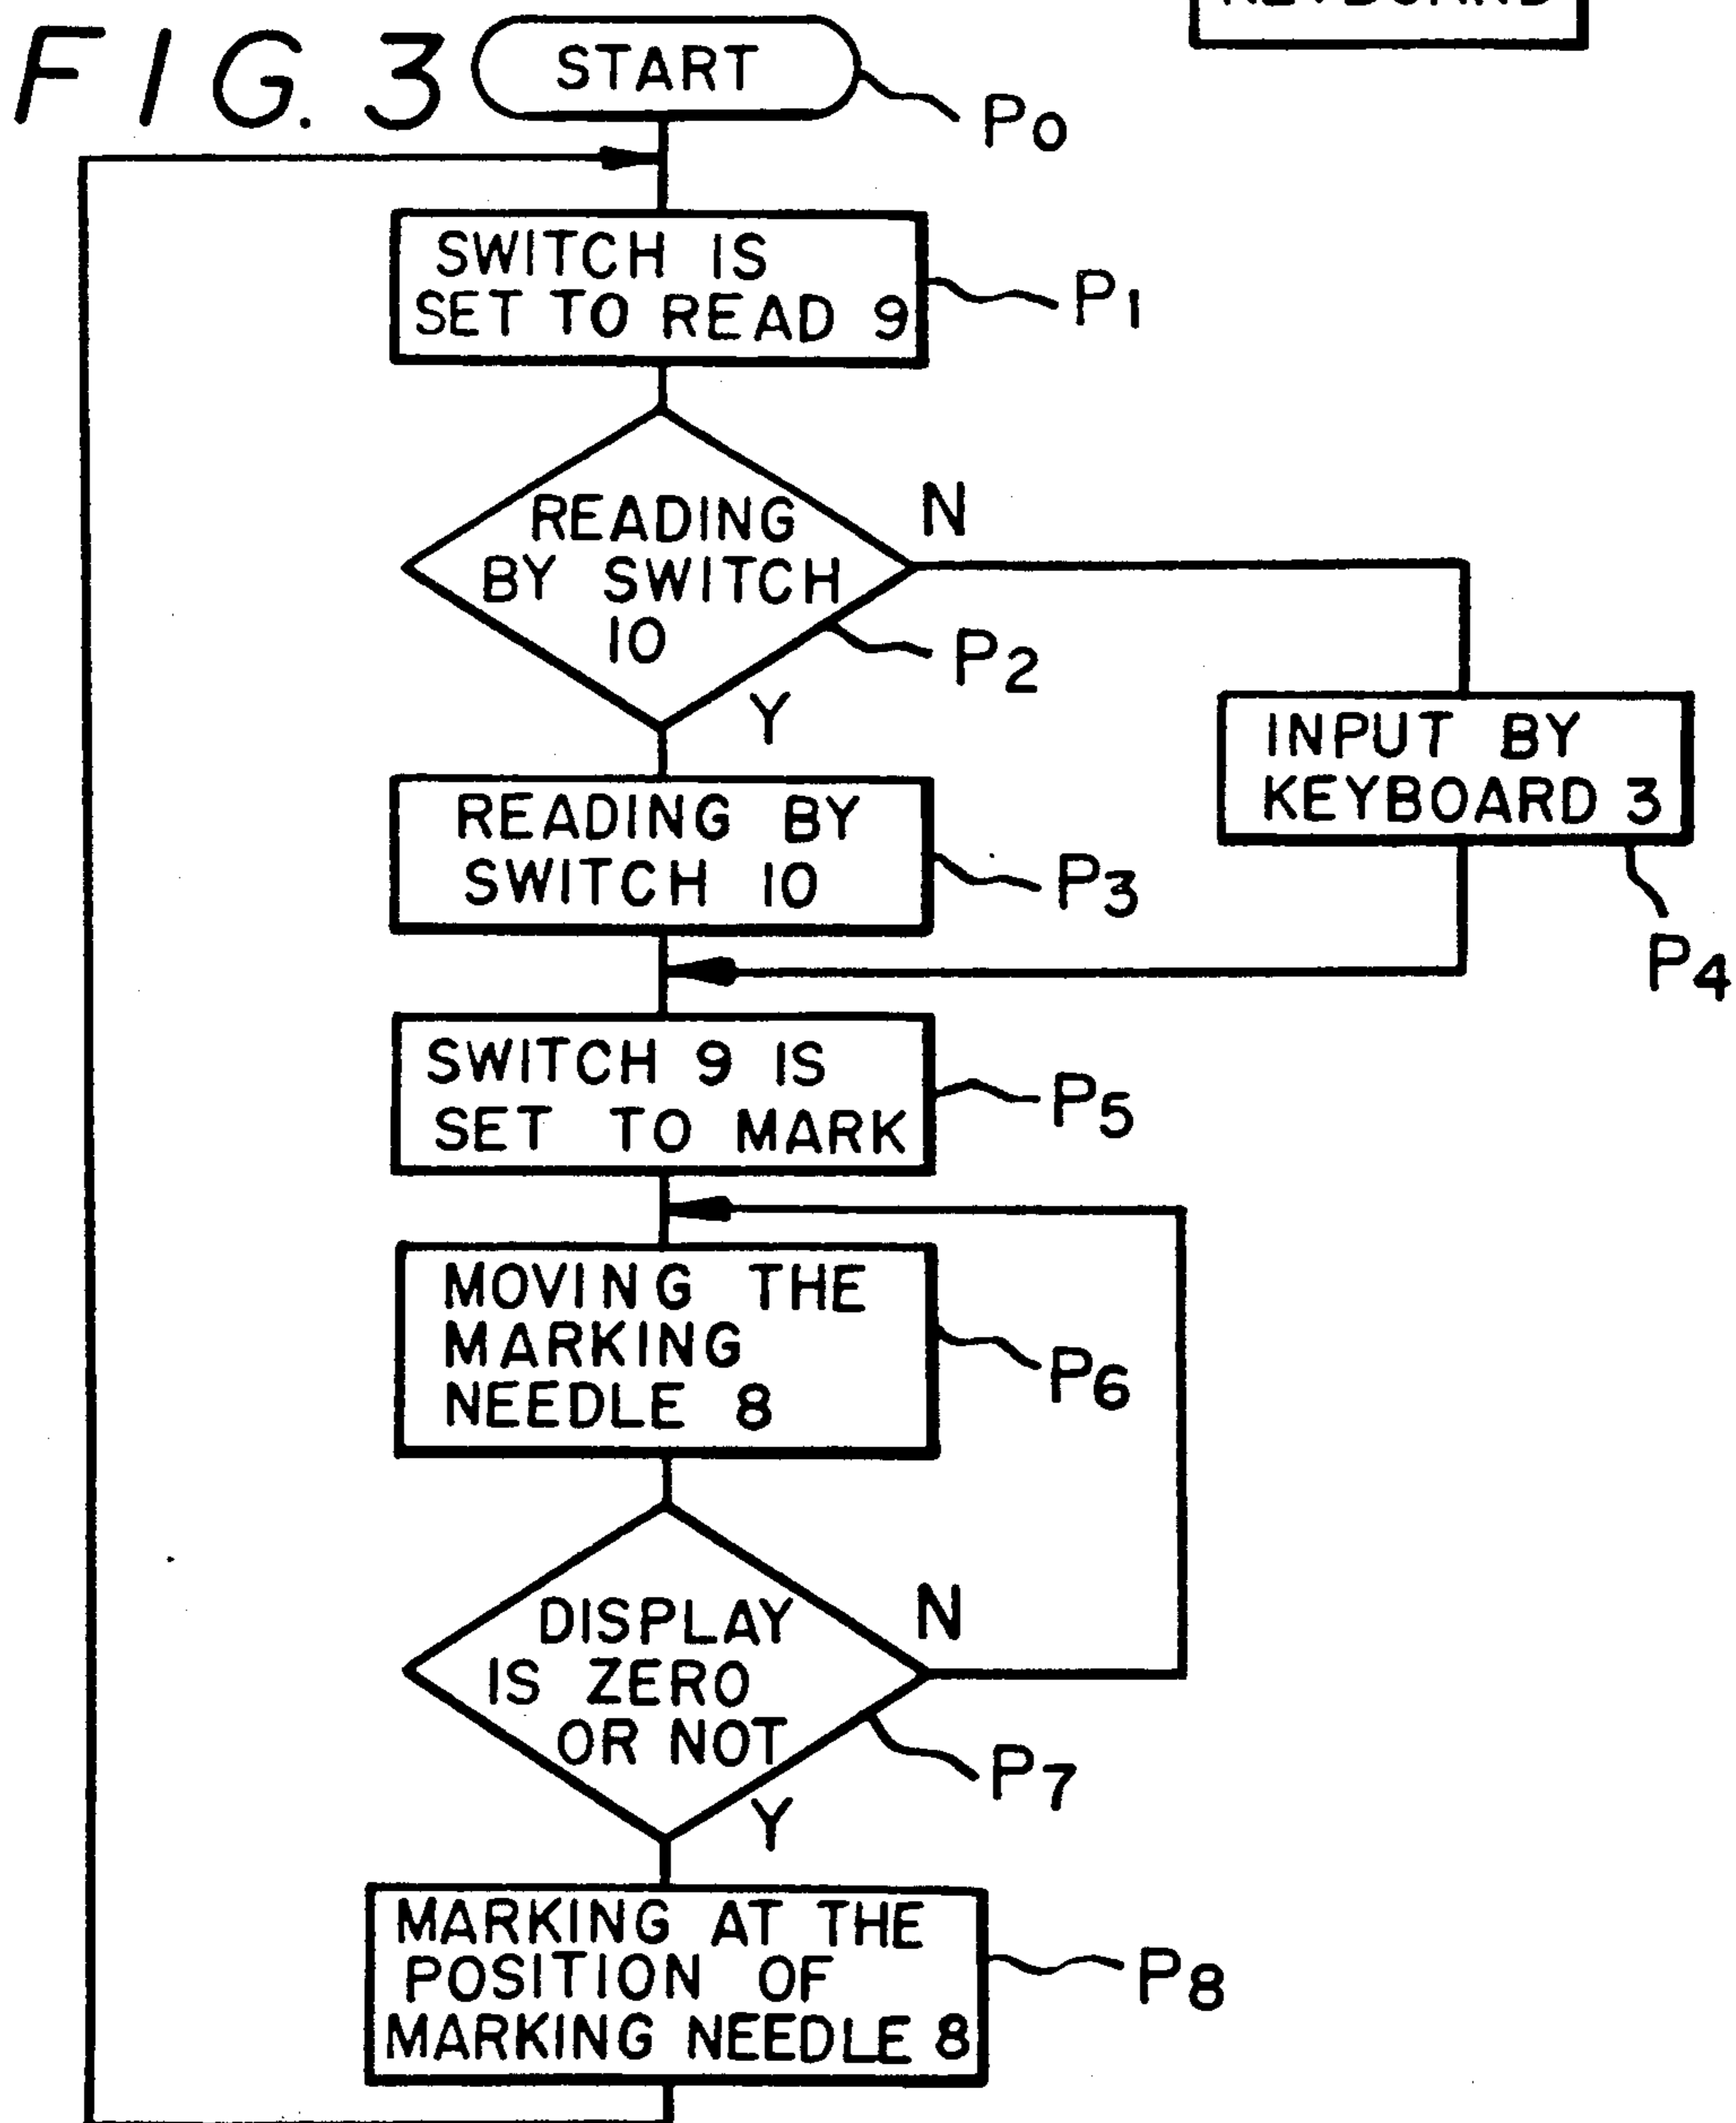 KEYBOARD
FIG. 3
START
P0
SWITCH IS
SET TO READ 9
P1
READING
BY SWITCH
10
N
P2
Y
INPUT BY
KEYBOARD 3
READING BY
SWITCH 10
P3
P4
SWITCH 9 IS
SET TO MARK
P5
MOVING THE
MARKING
NEEDLE 8
P6
DISPLAY
IS ZERO
OR NOT
N
P7
Y
MARKING AT THE
POSITION OF
MARKING NEEDLE 8
P8